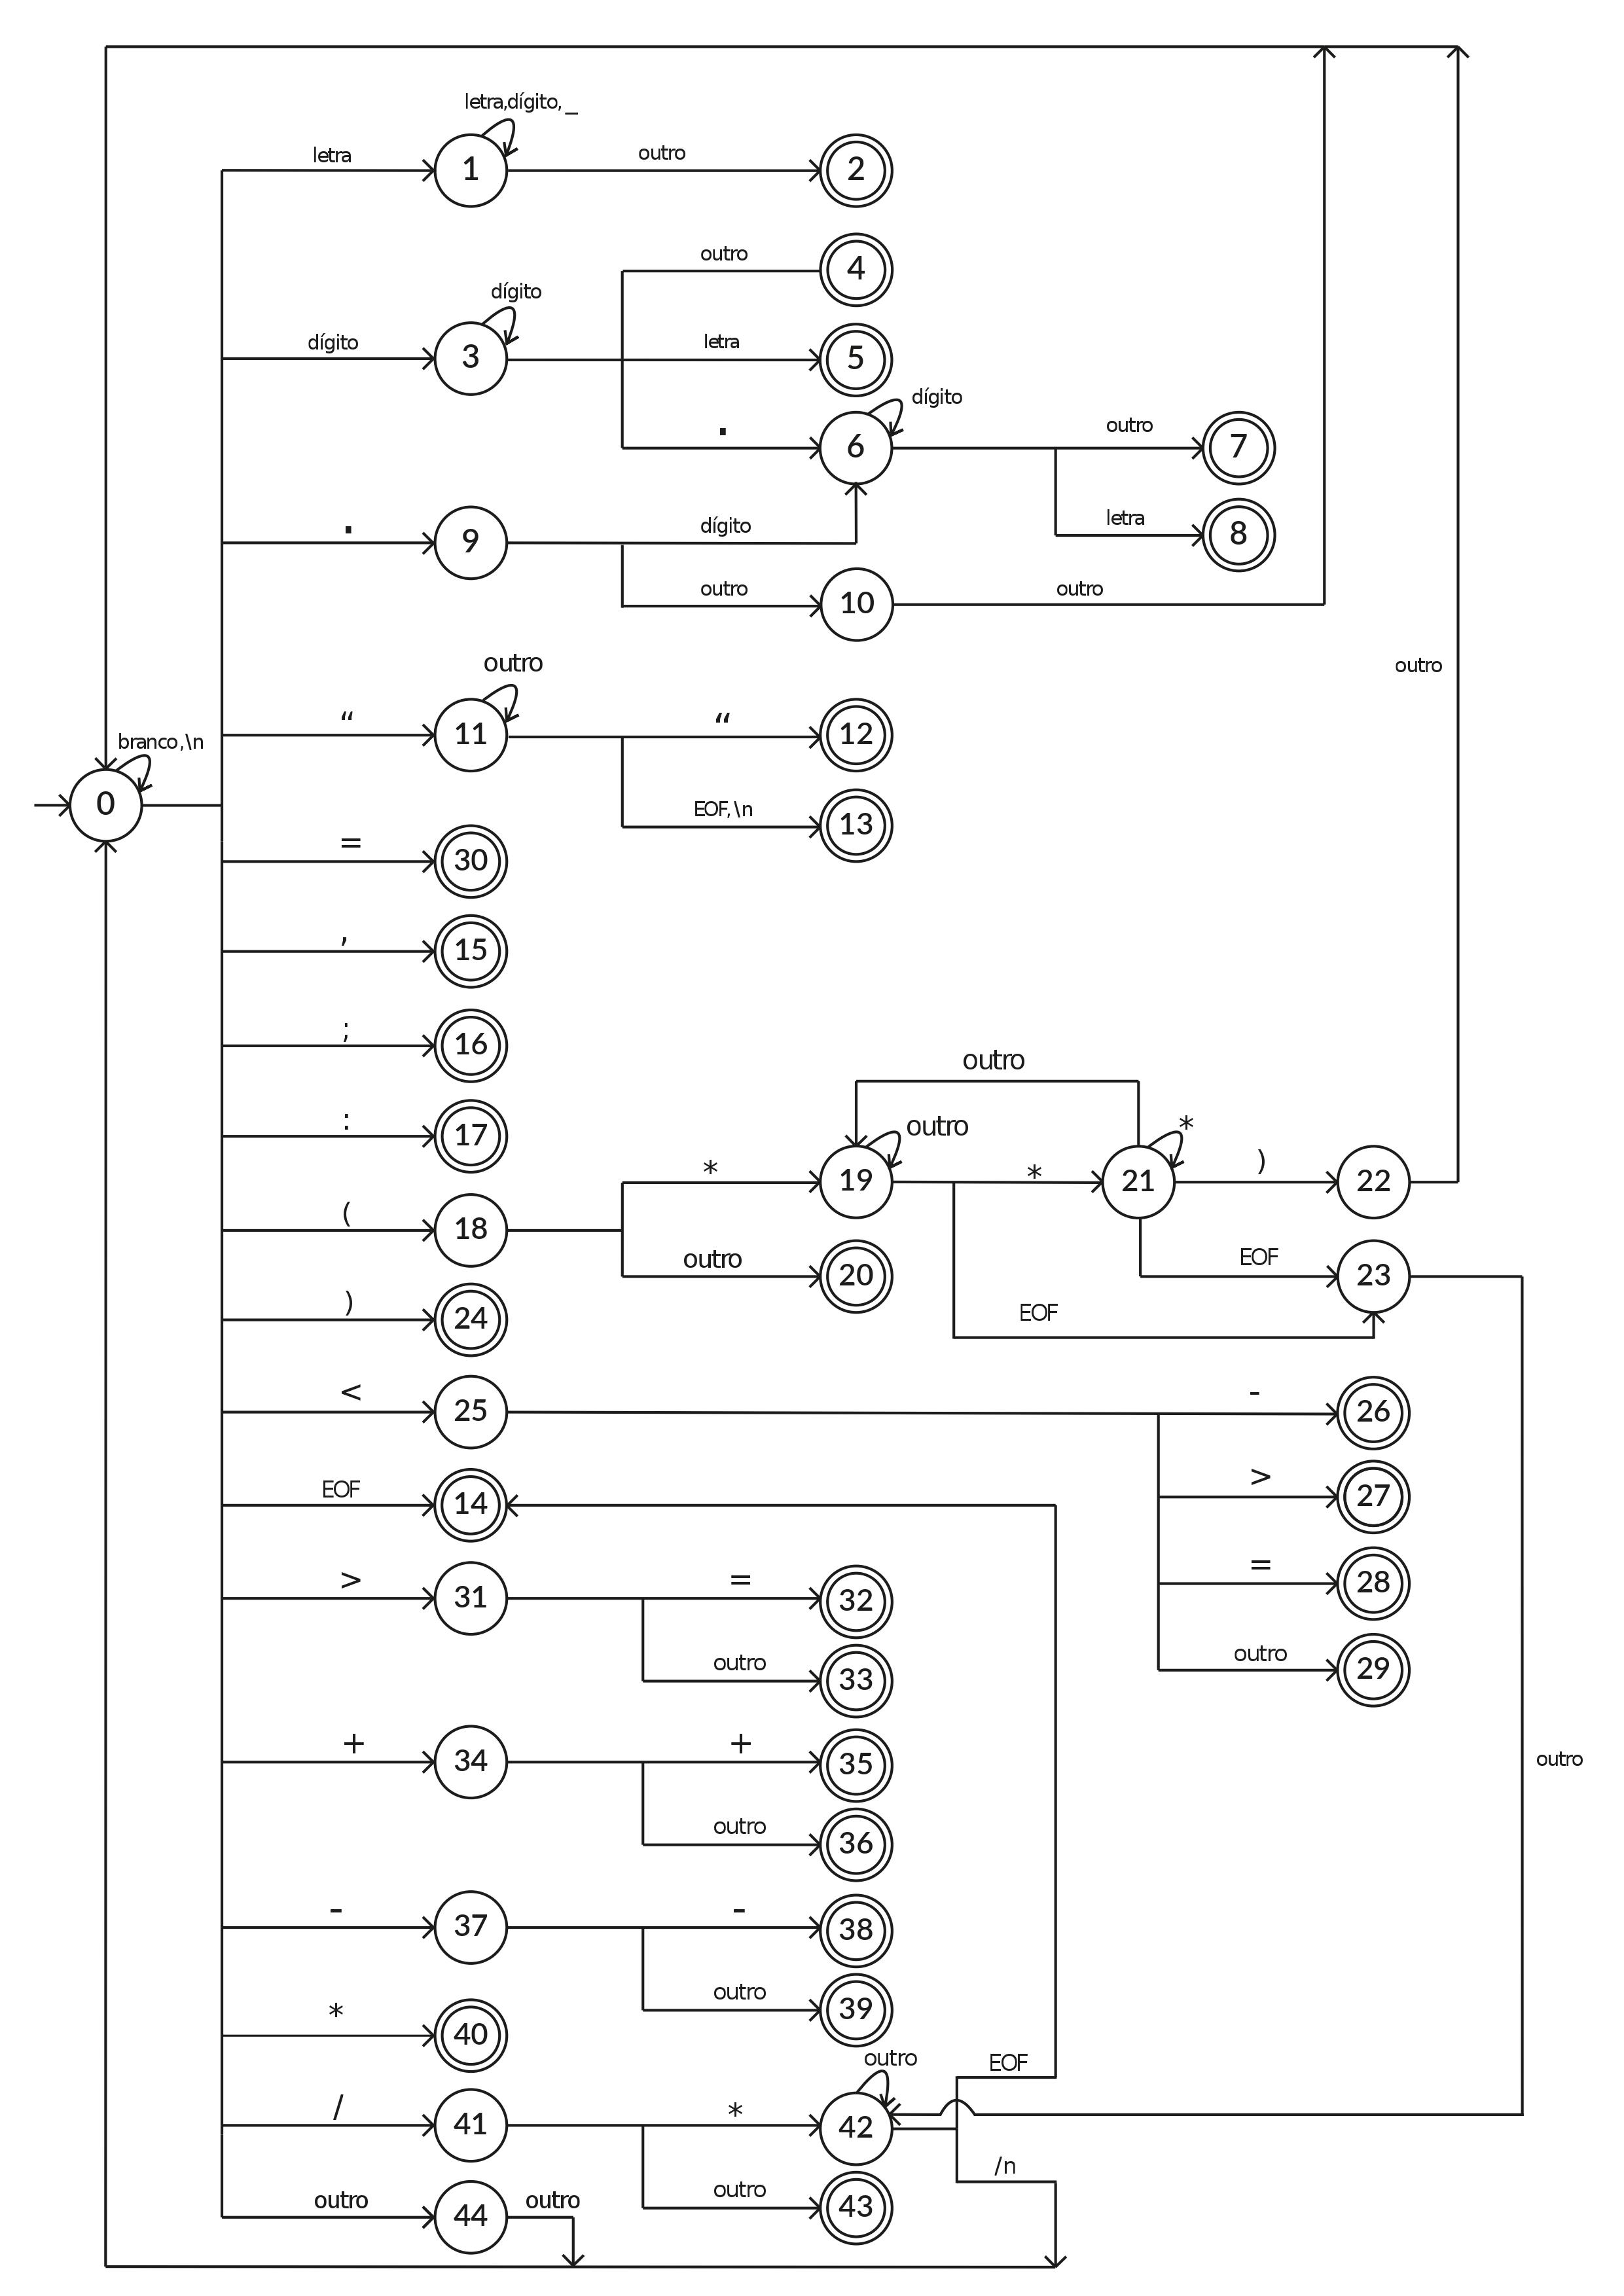 letra,dígito,_
letra
1
outro
2
outro
4
dígito
dígito
3
letra
5
dígito
.
6
outro
7
letra
8
.
9
dígito
outro
10
outro
outro
outro
“
11
“
12
branco,\n
0
EOF,\n
13
=
30
,
15
;
16
outro
:
17
outro
*
*
19
*
21
)
22
(
18
outro
20
EOF
23
EOF
)
24
<
25
-
26
EOF
14
>
27
>
31
=
32
=
28
outro
33
outro
29
+
34
+
35
outro
outro
36
-
37
-
38
outro
39
*
40
outro
EOF
/
41
*
42
/n
outro
43
outro
44
outro